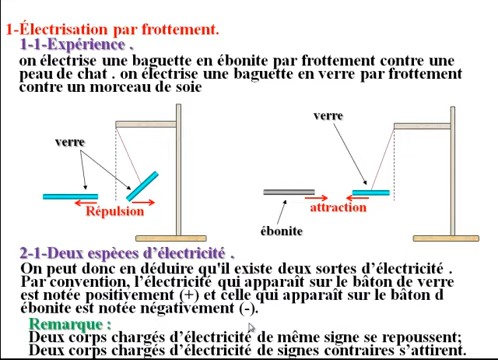 1-Électrisation par frottement.
1-1-Expérience .
on électrise une baguette en ébonite par frottement contre une
peau de chat . on électrise une baguette en verre par frottement
contre un morceau de soie
verre
Répulsion
verre
attraction
ébonite
2-1-Deux espèces d'électricité .
On peut donc en déduire qu'il existe deux sortes d'électricité .
Par convention, l'électricité qui apparaît sur le bâton de verre
est notée positivement (+) et celle qui apparaît sur le bâton d
ébonite est notée négativement (-).
Remarque :
Deux corps chargés d'électricité de même signe se repoussent;
Deux corps chargés d'électricité de signes contraires s'attirent.